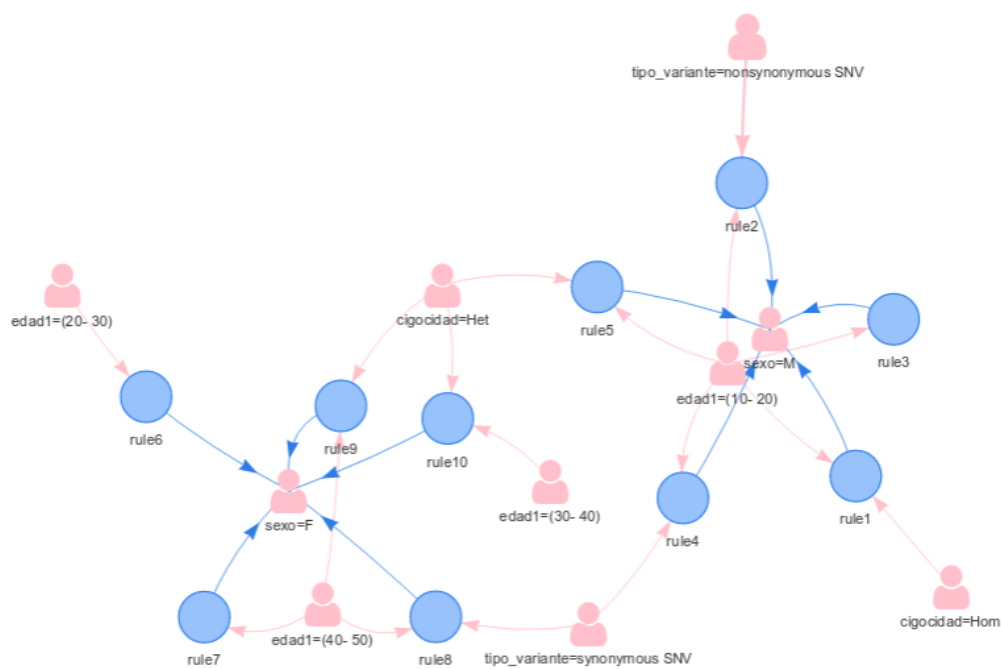 tipo_variante=nonsynonymous SNV
rule2
edad1=(20- 30)
cigocidad=Het
rule5
sexo=M
rule3
edad1=(10- 20)
rule6
rule9
rule10
sexo=F
edad1=(30- 40)
rule4
rule1
cigocidad=Hom
edad1=(40- 50)
rule7
rule8
tipo_variante=synonymous SNV